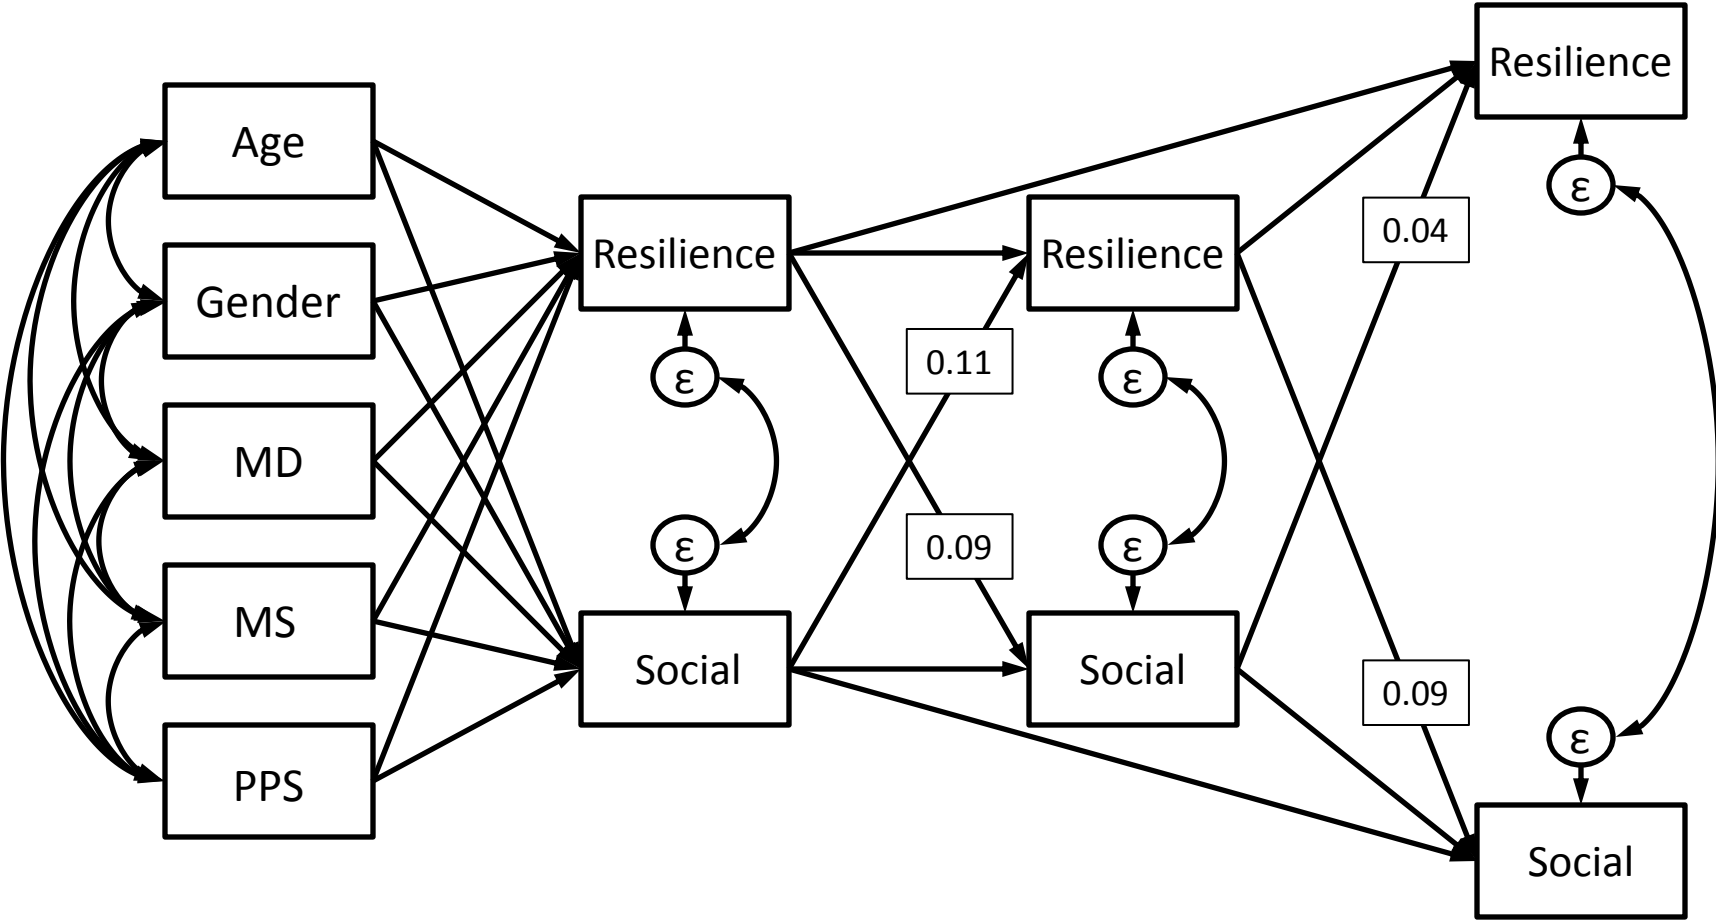 Resilience
Age
ε
Resilience
Resilience
0.04
Gender
0.11
ε
ε
MD
0.09
ε
ε
MS
Social
Social
0.09
ε
PPS
Social